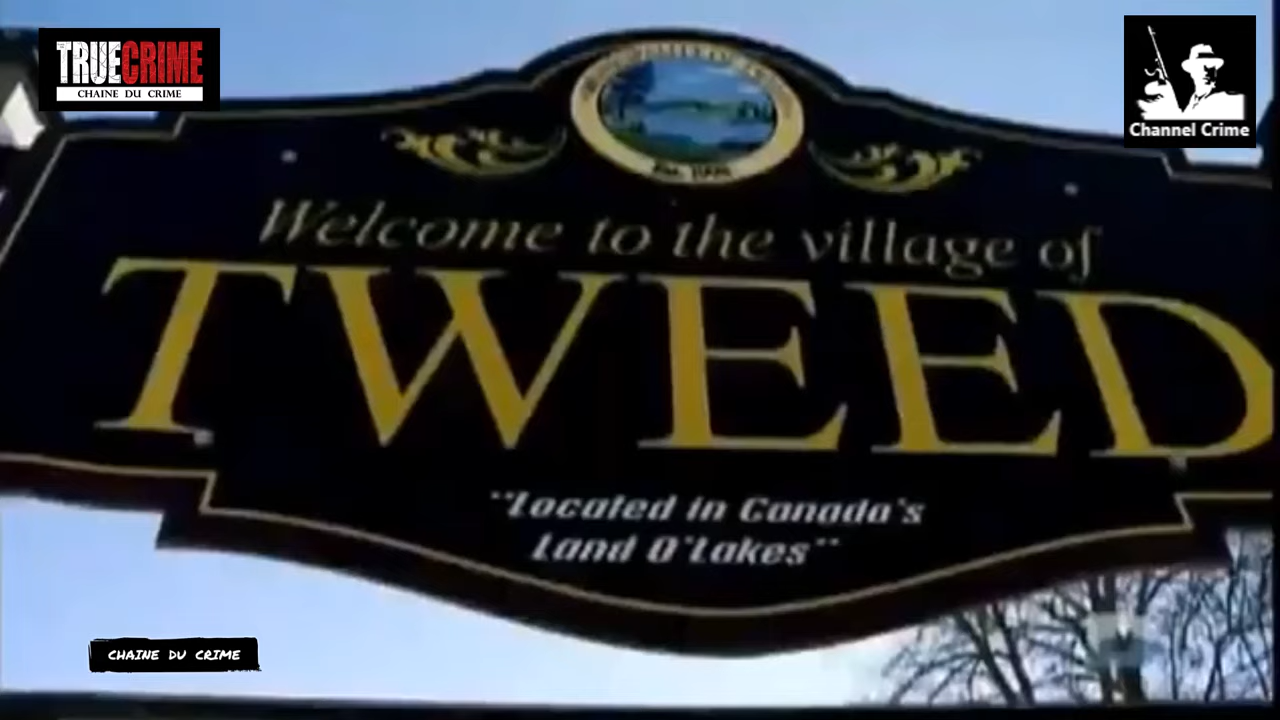 TRUECRIME
CHAINE DU CRIME
Channel Crime
Welcome to the village of
TWEED
"Located in Canada's
Land O'Lakes"
CHAINE DU CRIME